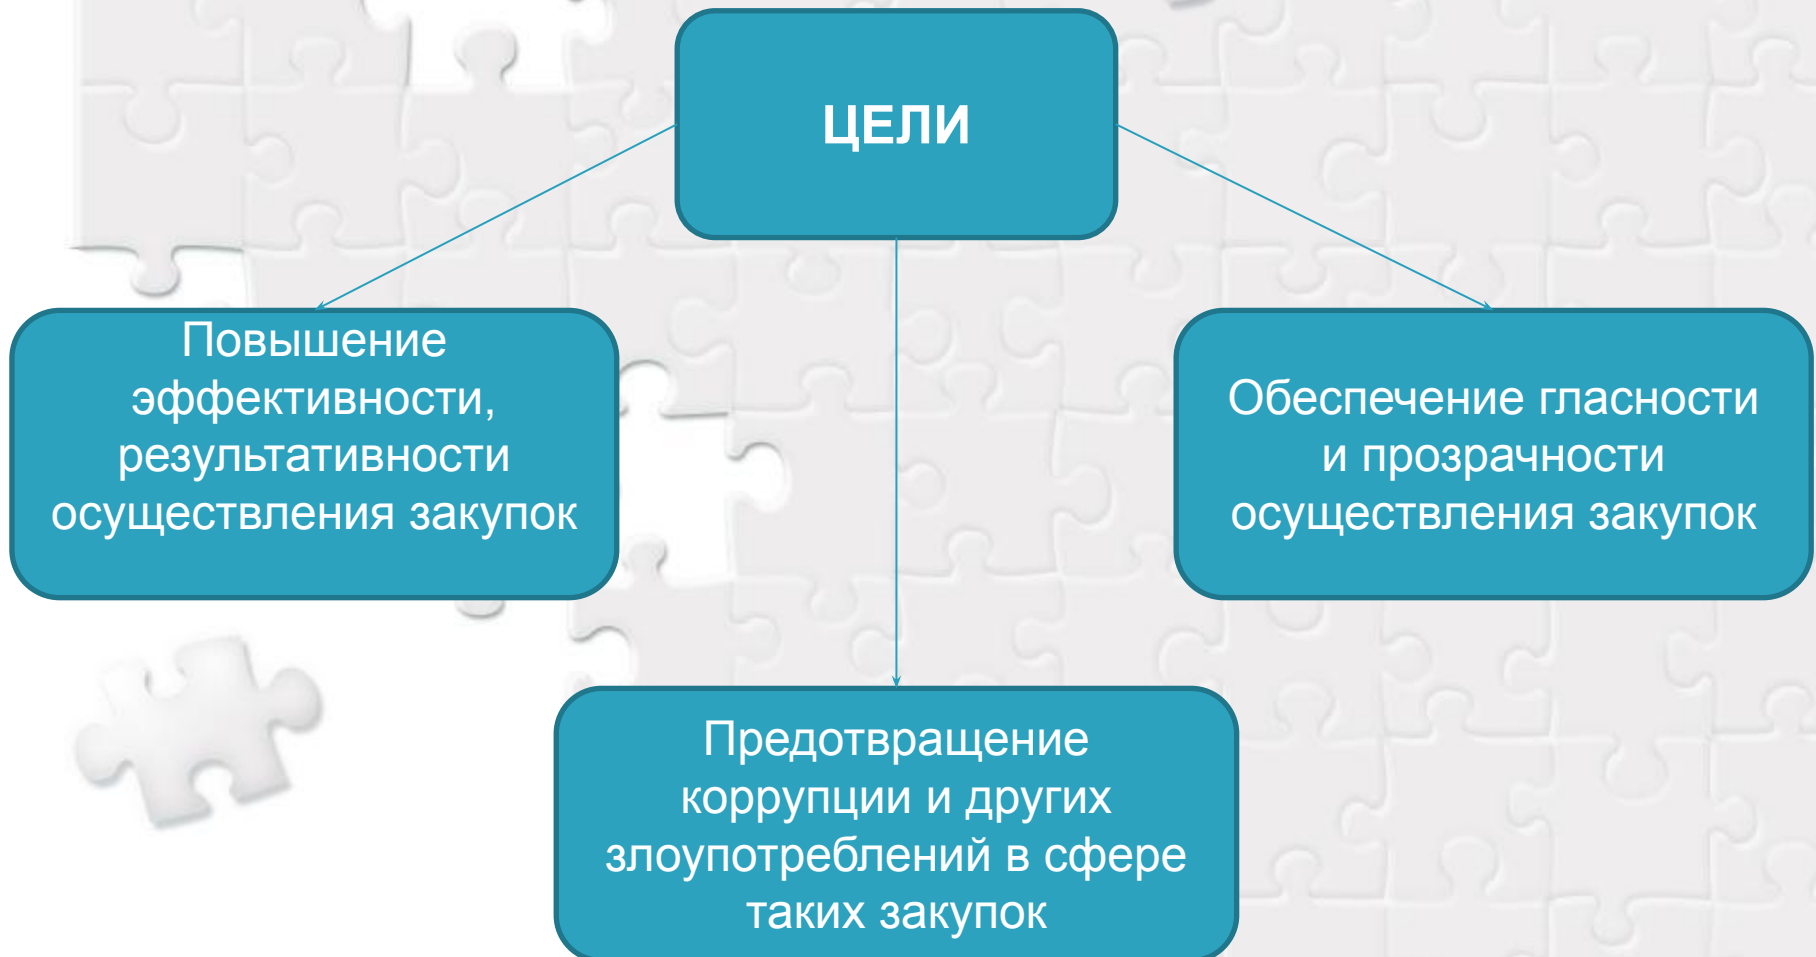 ЦЕЛИ
Повышение
эффективности,
результативности
осуществления закупок
Обеспечение гласности
и прозрачности
осуществления закупок
Предотвращение
коррупции и других
злоупотреблений в сфере
таких закупок